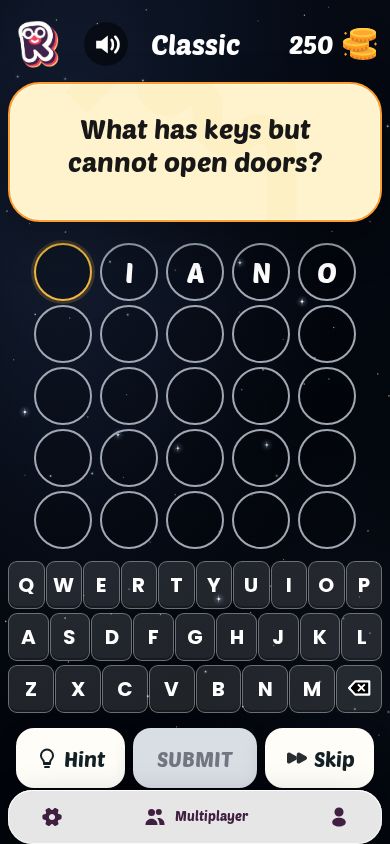 R
Classic
250
What has keys but
cannot open doors?
I A N O
Q W E R T Y U I O P
A S D F G H J K L
Z X C V B N M
Hint SUBMIT Skip
Multiplayer